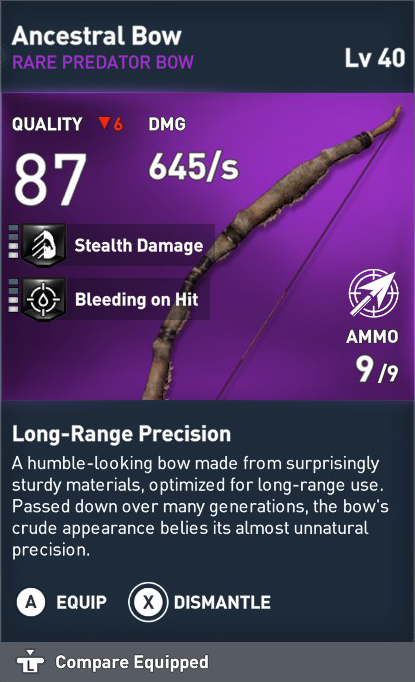 Ancestral Bow
RARE PREDATOR BOW
Lv 40
QUALITY ▼6 DMG
87 645/s
Stealth Damage
Bleeding on Hit
AMMO
9/9
Long-Range Precision
A humble-looking bow made from surprisingly
sturdy materials, optimized for long-range use.
Passed down over many generations, the bow's
crude appearance belies its almost unnatural
precision.
A EQUIP X DISMANTLE
L Compare Equipped